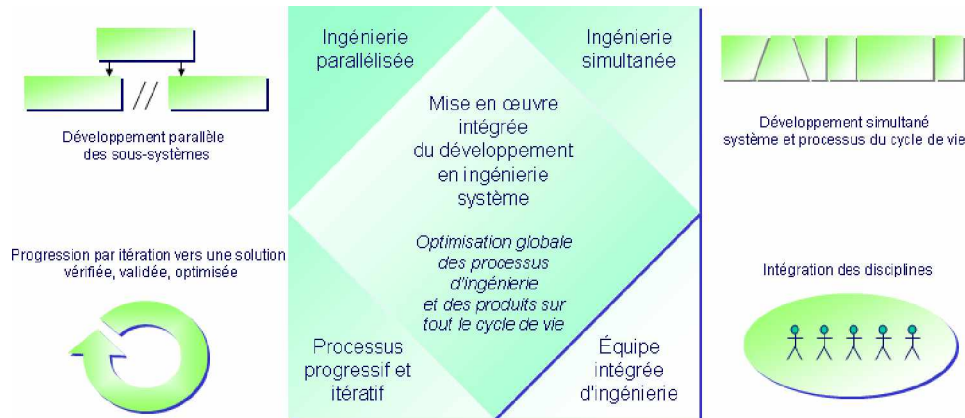 Ingénierie
parallélisée
Ingénierie
simultanée
Développement parallèle
des sous-systèmes
Mise en œuvre
intégrée
du développement
en ingénierie
système
Développement simultané
système et processus du cycle de vie
Progression par itération vers une solution
vérifiée, validée, optimisée
Optimisation globale
des processus
d'ingénierie
et des produits sur
tout le cycle de vie
Intégration des disciplines
Processus
progressif et
itératif
Équipe
intégrée
d'ingénierie